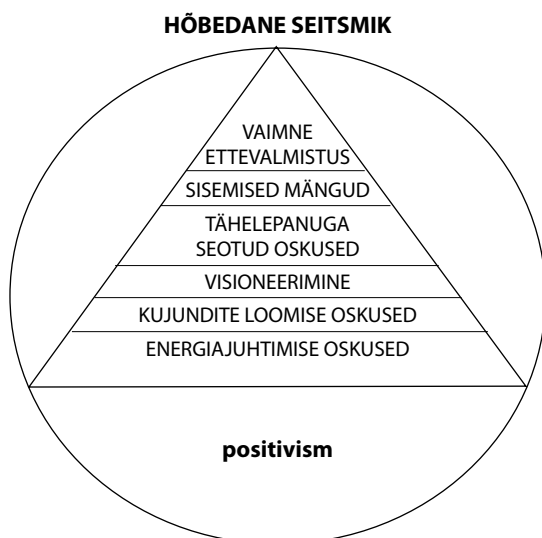 HÕBEDANE SEITSMIK
VAIMNE
ETTEVALMISTUS
SISEMISED MÄNGUD
TÄHELEPANUGA
SEOTUD OSKUSED
VISIONEERIMINE
KUJUNDITE LOOMISE OSKUSED
ENERGIAJUHTIMISE OSKUSED
positivism